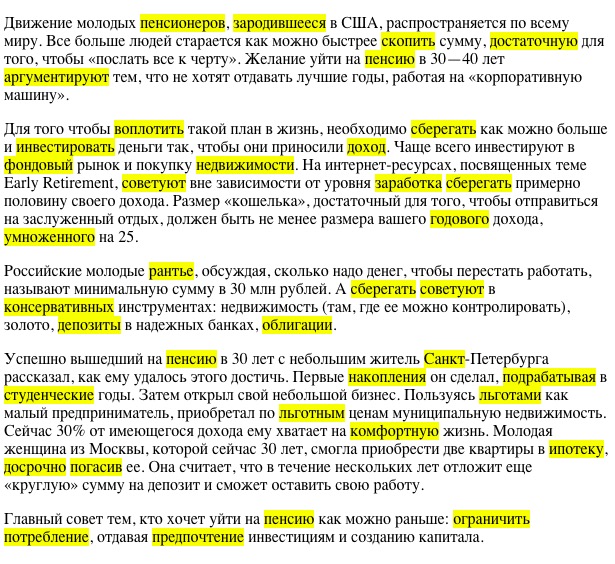 Движение молодых пенсионеров, зародившееся в США, распространяется по всему
миру. Все больше людей старается как можно быстрее скопить сумму, достаточную для
того, чтобы «послать все к черту». Желание уйти на пенсию в 30—40 лет
аргументируют тем, что не хотят отдавать лучшие годы, работая на «корпоративную
машину».
Для того чтобы воплотить такой план в жизнь, необходимо сберегать как можно больше
и инвестировать деньги так, чтобы они приносили доход. Чаще всего инвестируют в
фондовый рынок и покупку недвижимости. На интернет-ресурсах, посвященных теме
Early Retirement, советуют вне зависимости от уровня заработка сберегать примерно
половину своего дохода. Размер «кошелька», достаточный для того, чтобы отправиться
на заслуженный отдых, должен быть не менее размера вашего годового дохода,
умноженного на 25.
Российские молодые рантье, обсуждая, сколько надо денег, чтобы перестать работать,
называют минимальную сумму в 30 млн рублей. А сберегать советуют в
консервативных инструментах: недвижимость (там, где ее можно контролировать),
золото, депозиты в надежных банках, облигации.
Успешно вышедший на пенсию в 30 лет с небольшим житель Санкт-Петербурга
рассказал, как ему удалось этого достичь. Первые накопления он сделал, подрабатывая в
студенческие годы. Затем открыл свой небольшой бизнес. Пользуясь льготами как
малый предприниматель, приобретал по льготным ценам муниципальную недвижимость.
Сейчас 30% от имеющегося дохода ему хватает на комфортную жизнь. Молодая
женщина из Москвы, которой сейчас 30 лет, смогла приобрести две квартиры в ипотеку,
досрочно погасив ее. Она считает, что в течение нескольких лет отложит еще
«круглую» сумму на депозит и сможет оставить свою работу.
Главный совет тем, кто хочет уйти на пенсию как можно раньше: ограничить
потребление, отдавая предпочтение инвестициям и созданию капитала.